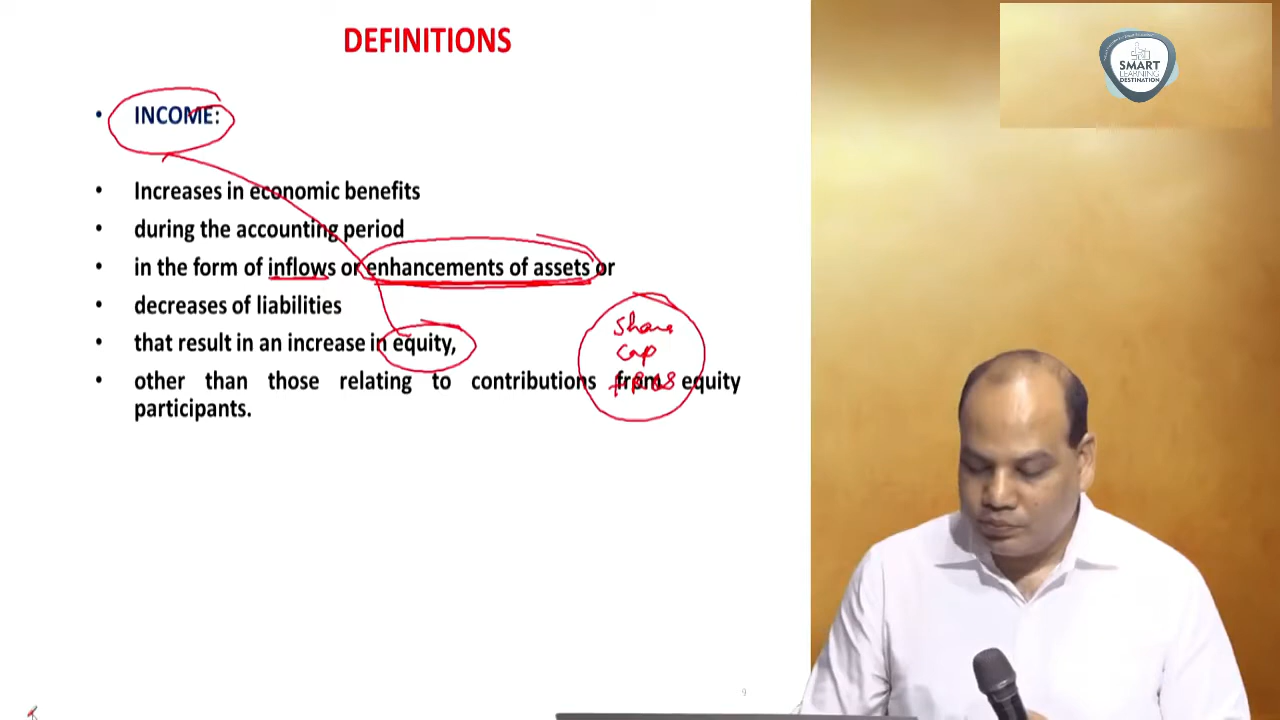 DEFINITIONS
SMART
LEARNING
DESTINATION
• INCOME:
• Increases in economic benefits
• during the accounting period
• in the form of inflows or enhancements of assets or
• decreases of liabilities
• that result in an increase in equity,
Share
Cap
• other than those relating to contributions from equity
participants.
9